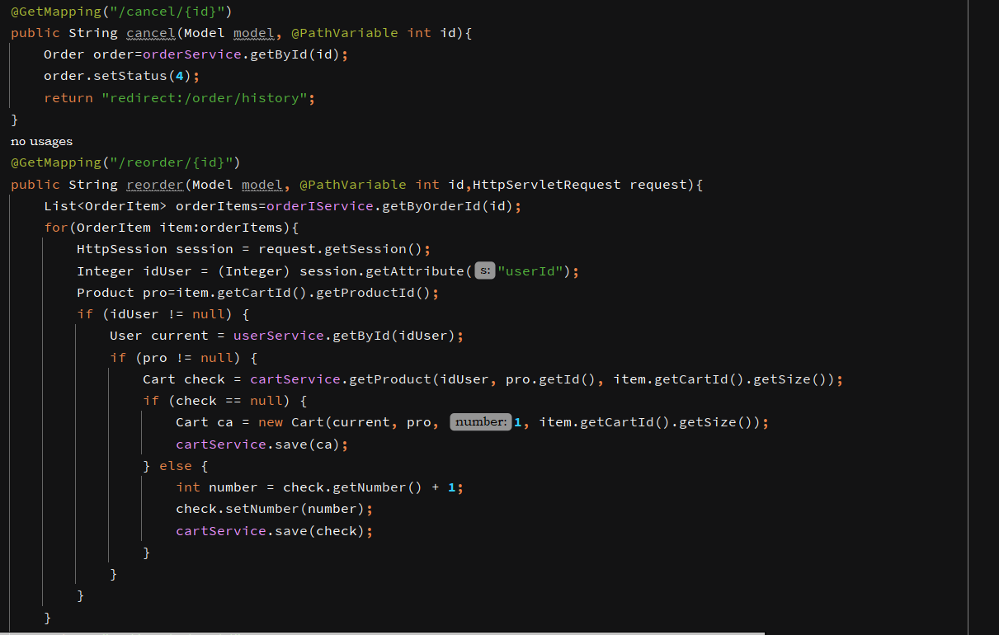 @GetMapping("/cancel/{id}")
public String cancel(Model model, @PathVariable int id){
    Order order=orderService.getById(id);
    order.setStatus(4);
    return "redirect:/order/history";
}
no usages
@GetMapping("/reorder/{id}")
public String reorder(Model model, @PathVariable int id,HttpServletRequest request){
    List<OrderItem> orderItems=orderIService.getByOrderId(id);
    for(OrderItem item:orderItems){
        HttpSession session = request.getSession();
        Integer idUser = (Integer) session.getAttribute( s: "userId");
        Product pro=item.getCartId().getProductId();
        if (idUser != null) {
            User current = userService.getById(idUser);
            if (pro != null) {
                Cart check = cartService.getProduct(idUser, pro.getId(), item.getCartId().getSize());
                if (check == null) {
                    Cart ca = new Cart(current, pro, number: 1, item.getCartId().getSize());
                    cartService.save(ca);
                } else {
                    int number = check.getNumber() + 1;
                    check.setNumber(number);
                    cartService.save(check);
                }
            }
        }
    }